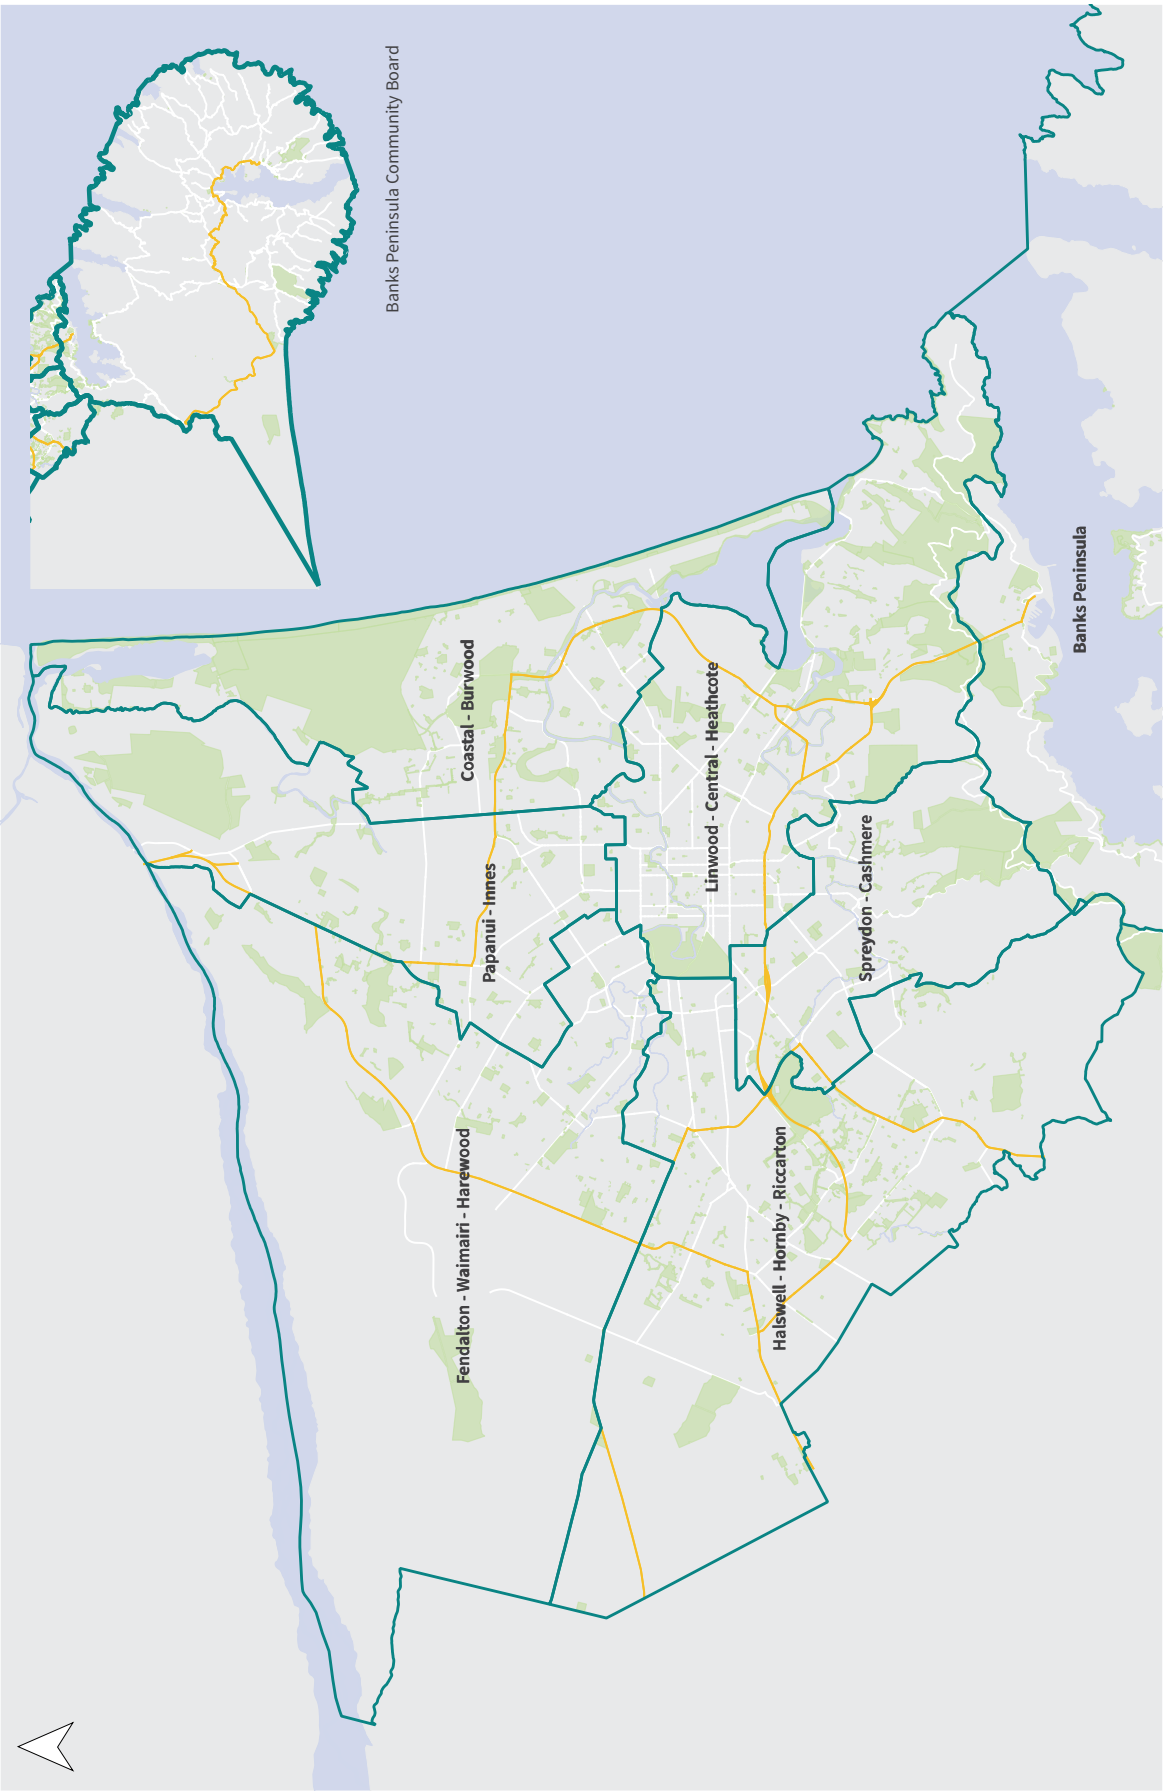 Banks Peninsula Community Board
Coastal - Burwood
Papanui - Innes
Fendalton - Waimairi - Harewood
Linwood - Central - Heathcote
Halswell - Hornby - Riccarton
Spreydon - Cashmere
Banks Peninsula